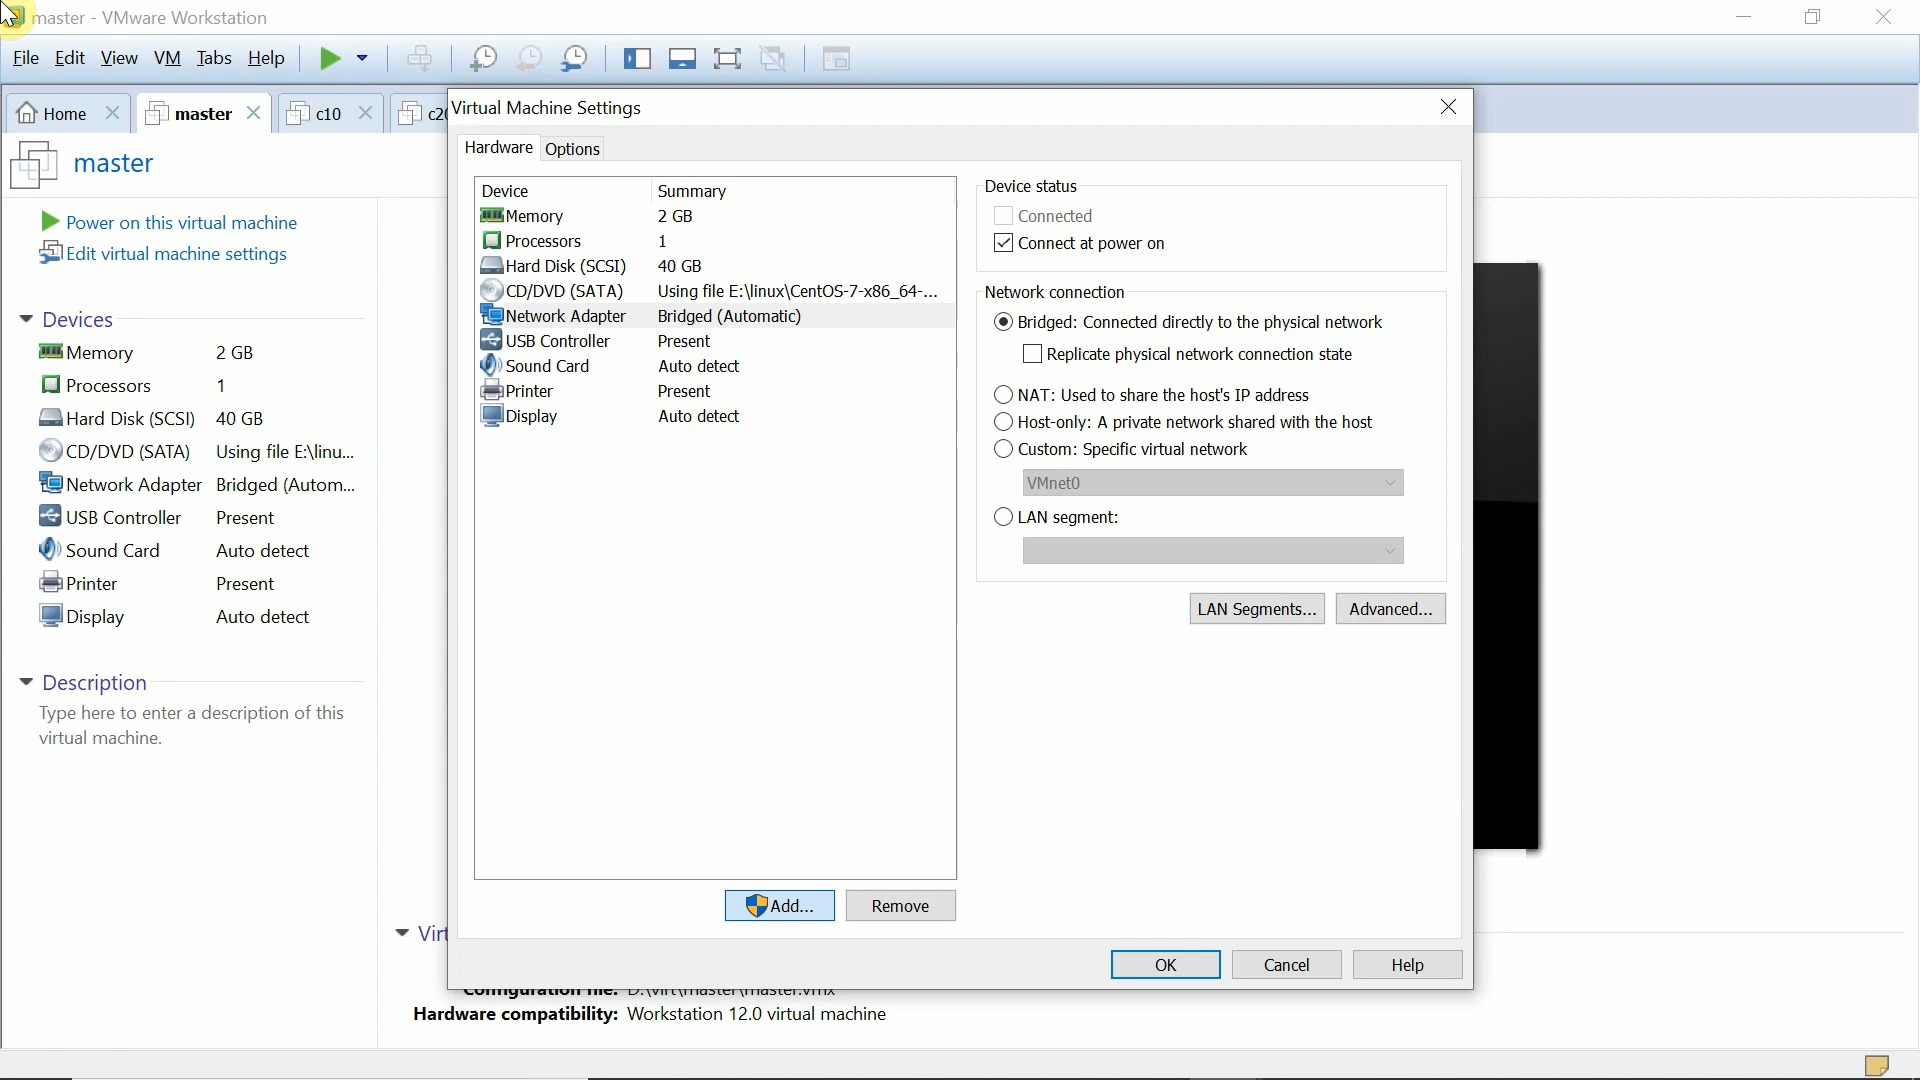 master - VMware Workstation
File Edit View VM Tabs Help
Home master c10 c20
master
Power on this virtual machine
Edit virtual machine settings
Devices
Memory 2 GB
Processors 1
Hard Disk (SCSI) 40 GB
CD/DVD (SATA) Using file E:\linu...
Network Adapter Bridged (Autom...
USB Controller Present
Sound Card Auto detect
Printer Present
Display Auto detect
Description
Type here to enter a description of this
virtual machine.
Virtual Machine Settings
Hardware Options
Device Summary
Memory 2 GB
Processors 1
Hard Disk (SCSI) 40 GB
CD/DVD (SATA) Using file E:\linux\CentOS-7-x86_64-...
Network Adapter Bridged (Automatic)
USB Controller Present
Sound Card Auto detect
Printer Present
Display Auto detect
Add... Remove
Device status
Connected
Connect at power on
Network connection
Bridged: Connected directly to the physical network
Replicate physical network connection state
NAT: Used to share the host's IP address
Host-only: A private network shared with the host
Custom: Specific virtual network
VMnet0
LAN segment:
LAN Segments... Advanced...
OK Cancel Help
Virt
Configuration file: D:\virt\master\master.vmx
Hardware compatibility: Workstation 12.0 virtual machine